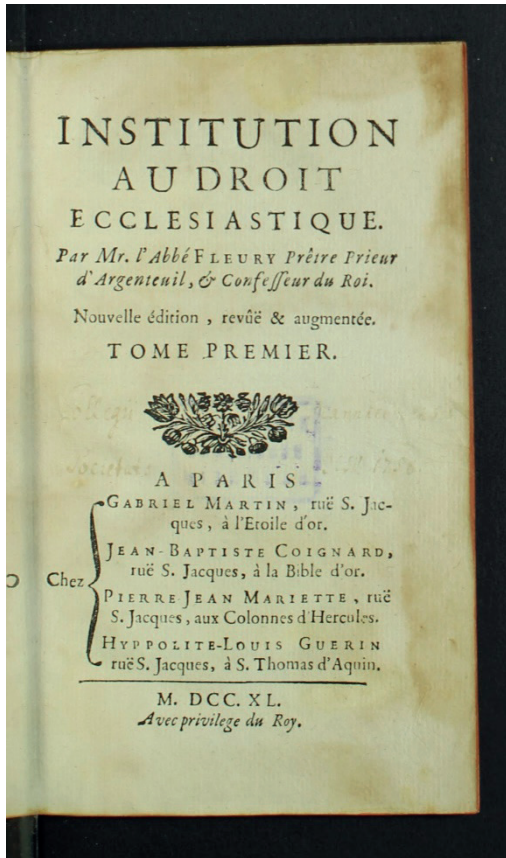 INSTITUTION
AU DROIT
ECCLESIASTIQUE.
Par Mr. l'Abbé FLEURY Prêtre Prieur
d'Argenteuil, & Confesseur du Roi.
Nouvelle édition, revûë & augmentée.
TOME PREMIER.
A PARIS
GABRIEL MARTIN, ruë S. Jac-
ques, à l'Etoile d'or.
JEAN-BAPTISTE COIGNARD,
ruë S. Jacques, à la Bible d'or.
Chez
PIERRE-JEAN MARIETTE, ruë
S. Jacques, aux Colonnes d'Hercules.
HYPPOLITE-LOUIS GUERIN
ruë S. Jacques, à S. Thomas d'Aquin.
M. DCC. XL.
Avec privilege du Roy.